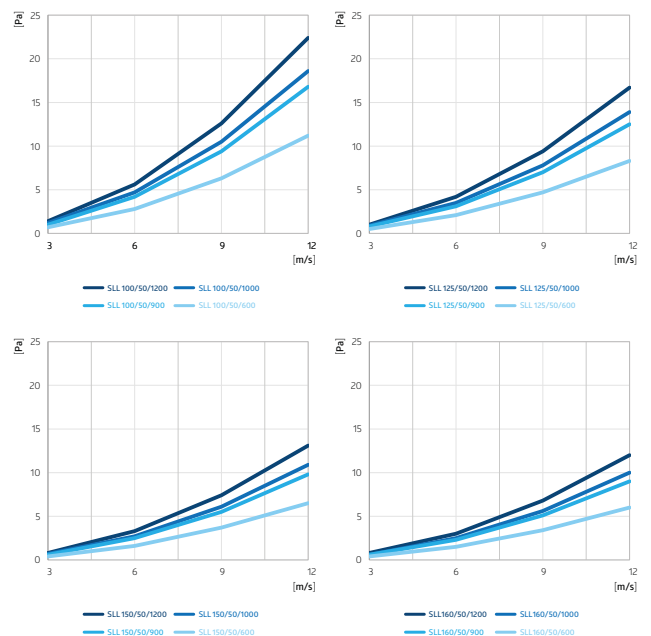 [Pa]
25
20
15
10
5
0
3 6 9 12
[m/s]
SLL 100/50/1200 SLL 100/50/1000
SLL 100/50/900 SLL 100/50/600
[Pa]
25
20
15
10
5
0
3 6 9 12
[m/s]
SLL 125/50/1200 SLL 125/50/1000
SLL 125/50/900 SLL 125/50/600
[Pa]
25
20
15
10
5
0
3 6 9 12
[m/s]
SLL 150/50/1200 SLL 150/50/1000
SLL 150/50/900 SLL 150/50/600
[Pa]
25
20
15
10
5
0
3 6 9 12
[m/s]
SLL160/50/1200 SLL160/50/1000
SLL160/50/900 SLL160/50/600